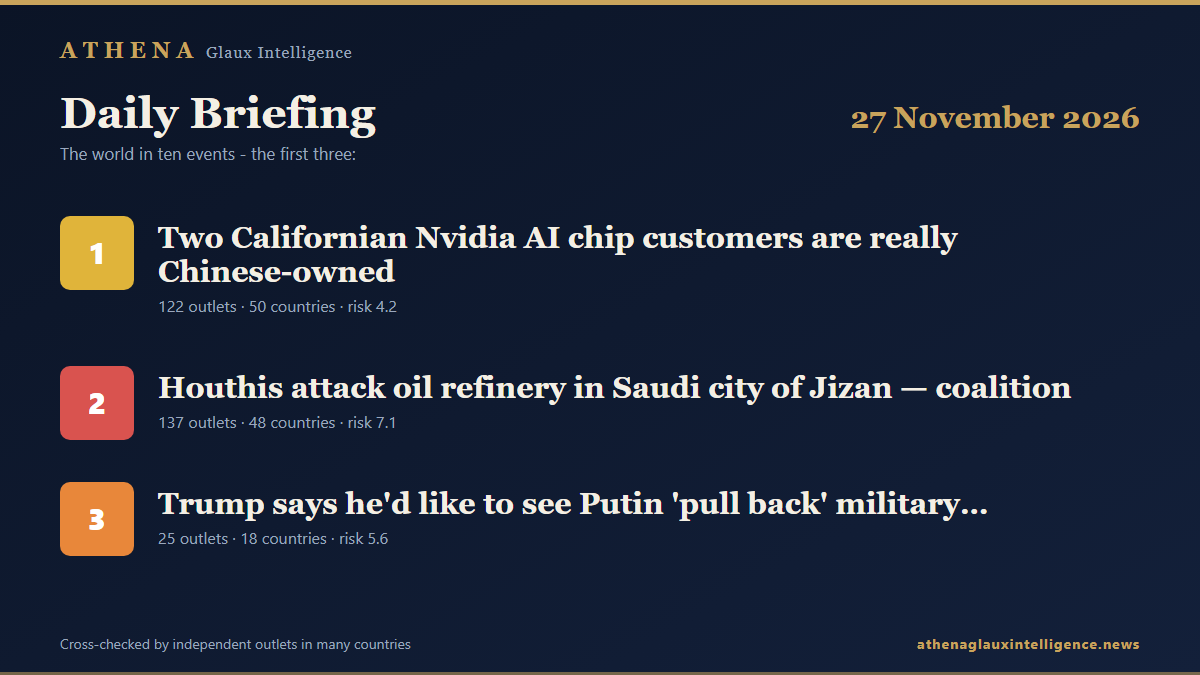 ATHENA Glaux Intelligence
Daily Briefing
27 November 2026
The world in ten events - the first three:
1
Two Californian Nvidia AI chip customers are really
Chinese-owned
122 outlets · 50 countries · risk 4.2
2
Houthis attack oil refinery in Saudi city of Jizan — coalition
137 outlets · 48 countries · risk 7.1
3
Trump says he'd like to see Putin 'pull back' military...
25 outlets · 18 countries · risk 5.6
Cross-checked by independent outlets in many countries
athenaglauxintelligence.news